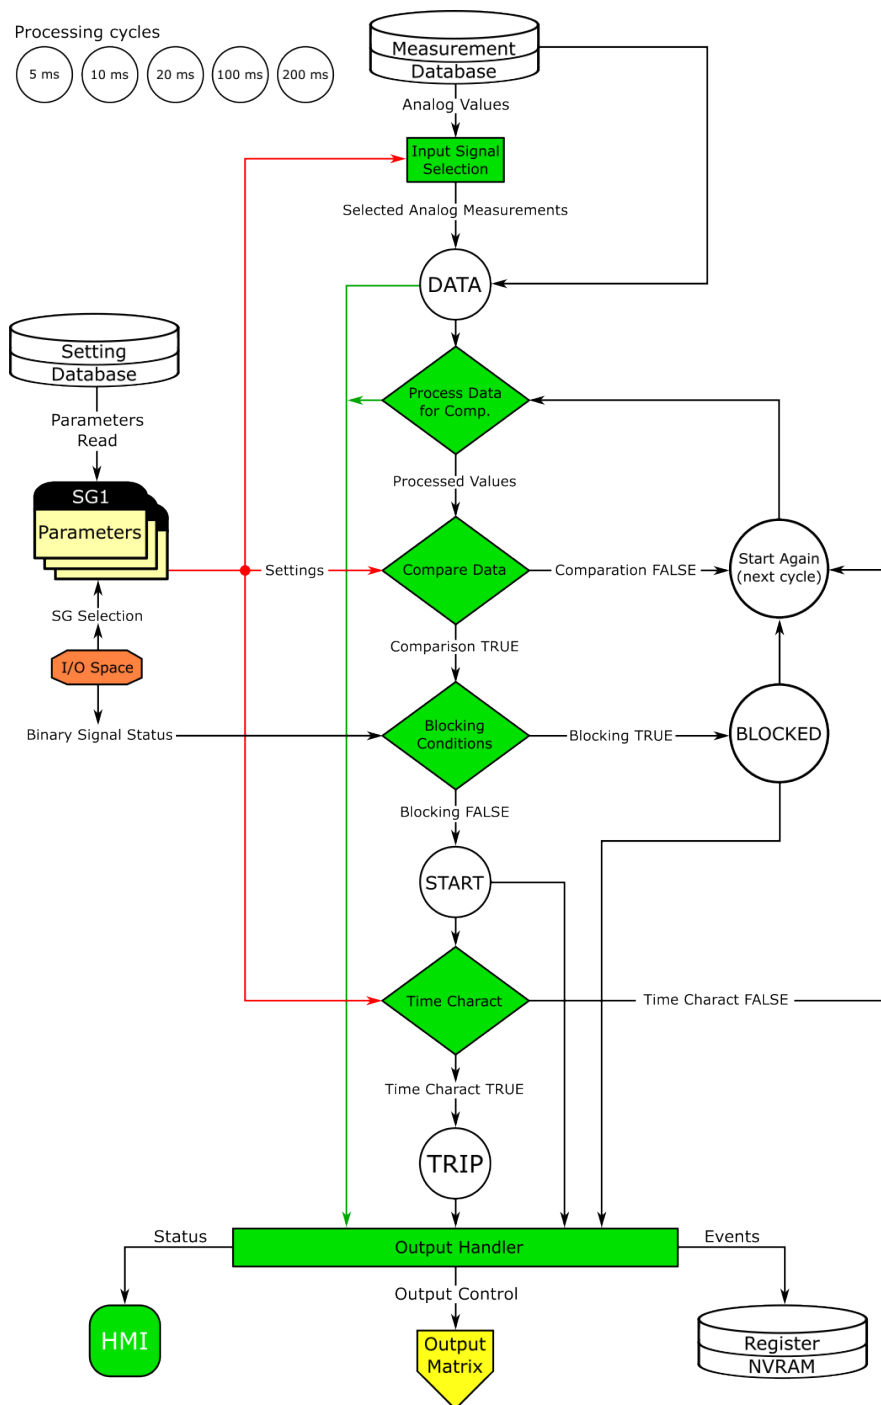 Processing cycles
5 ms
10 ms
20 ms
100 ms
200 ms
Measurement
Database
Analog Values
Input Signal
Selection
Selected Analog Measurements
DATA
Setting
Database
Parameters
Read
Process Data
for Comp.
Processed Values
SG1
Parameters
Settings
Compare Data
Comparation FALSE
Start Again
(next cycle)
SG Selection
Comparison TRUE
I/O Space
Binary Signal Status
Blocking
Conditions
Blocking TRUE
BLOCKED
Blocking FALSE
START
Time Charact
Time Charact FALSE
Time Charact TRUE
TRIP
Status
Output Handler
Events
Output Control
HMI
Output
Matrix
Register
NVRAM